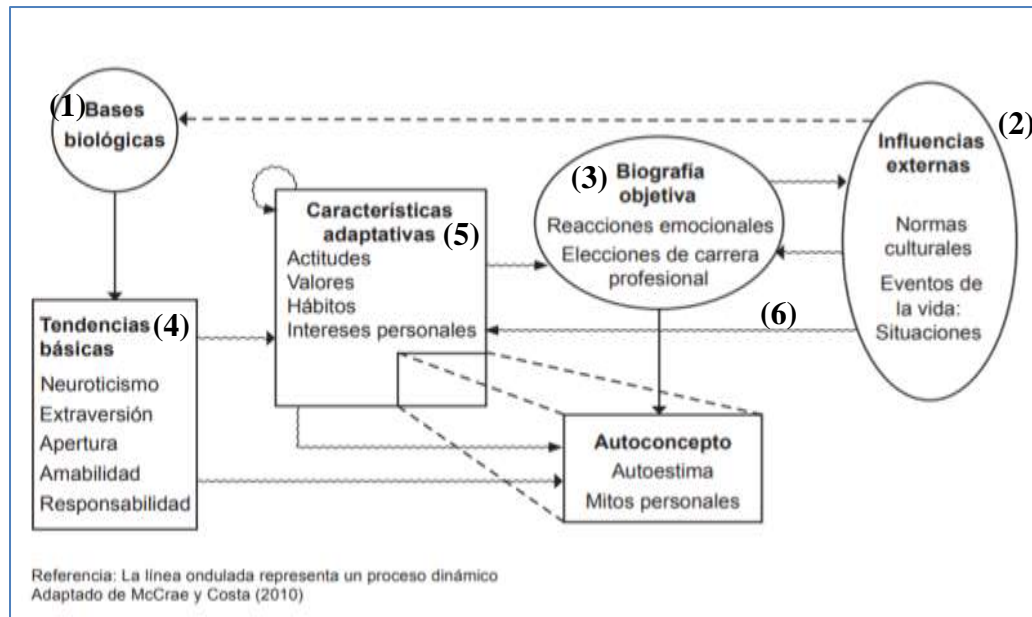 (1) Bases
biológicas
(2)
Influencias
externas
Normas
culturales
Eventos de
la vida:
Situaciones
(3) Biografía
objetiva
Reacciones emocionales
Elecciones de carrera
profesional
Características
adaptativas (5)
Actitudes
Valores
Hábitos
Intereses personales
(6)
Tendencias (4)
básicas
Neuroticismo
Extraversión
Apertura
Amabilidad
Responsabilidad
Autoconcepto
Autoestima
Mitos personales
Referencia: La línea ondulada representa un proceso dinámico
Adaptado de McCrae y Costa (2010)